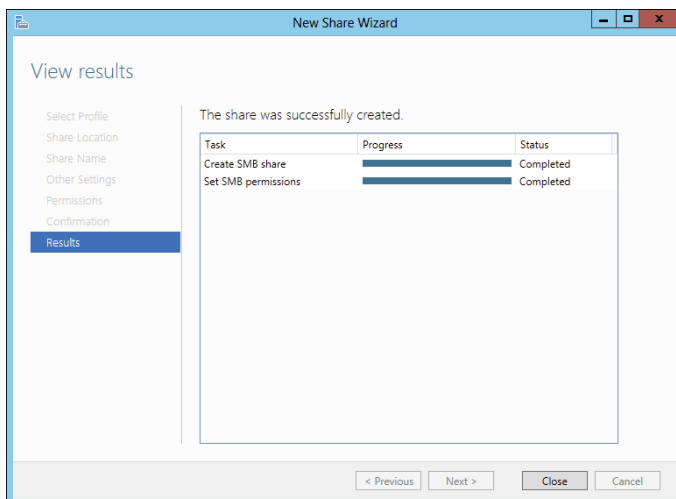 New Share Wizard
View results
Select Profile
Share Location
Share Name
Other Settings
Permissions
Confirmation
Results
The share was successfully created.
Task Progress Status
Create SMB share Completed
Set SMB permissions Completed
< Previous Next > Close Cancel